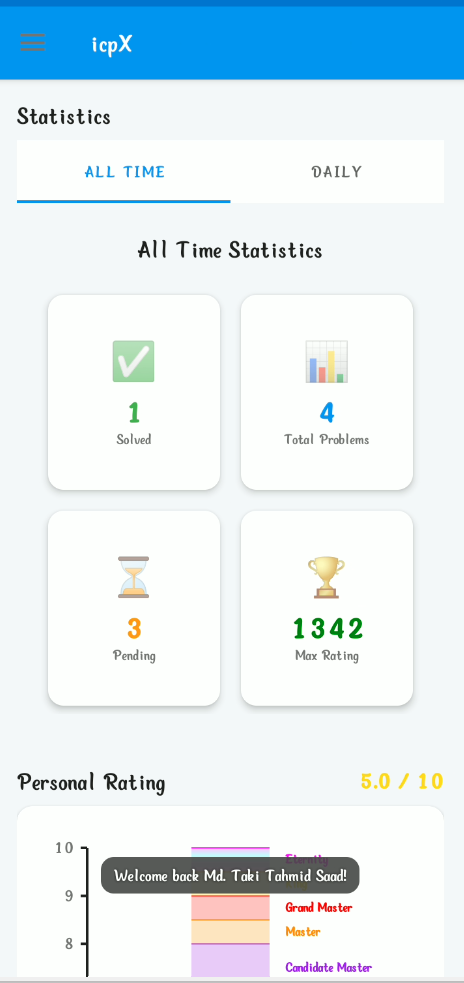 icpX
Statistics
ALL TIME
DAILY
All Time Statistics
1
Solved
4
Total Problems
3
Pending
1342
Max Rating
Personal Rating
5.0 / 10
10
Eternity
Welcome back Md. Taki Tahmid Saad!
9
Grand Master
Master
8
Candidate Master